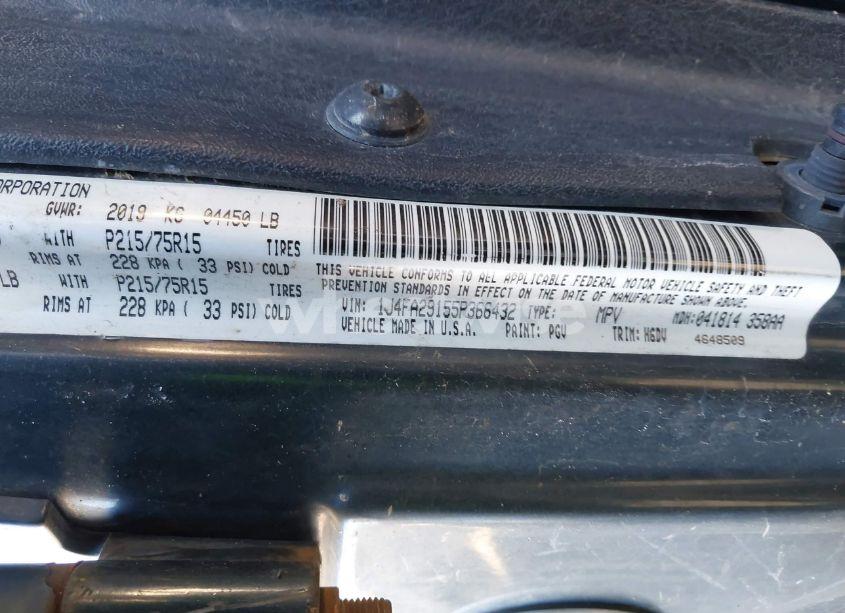 ORPORATION
GVWR: 2019 KG 04450 LB
WITH P215/75R15 TIRES
RIMS AT 228 KPA ( 33 PSI) COLD
LB WITH P215/75R15 TIRES
RIMS AT 228 KPA ( 33 PSI) COLD
THIS VEHICLE CONFORMS TO ALL APPLICABLE FEDERAL MOTOR VEHICLE SAFETY AND THEFT
PREVENTION STANDARDS IN EFFECT ON THE DATE OF MANUFACTURE SHOWN ABOVE.
VIN: 1J4FA29155P366432 TYPE: MPV MDH:041814 358AA
VEHICLE MADE IN U.S.A. PAINT: PGV TRIM: H6DV 4648509